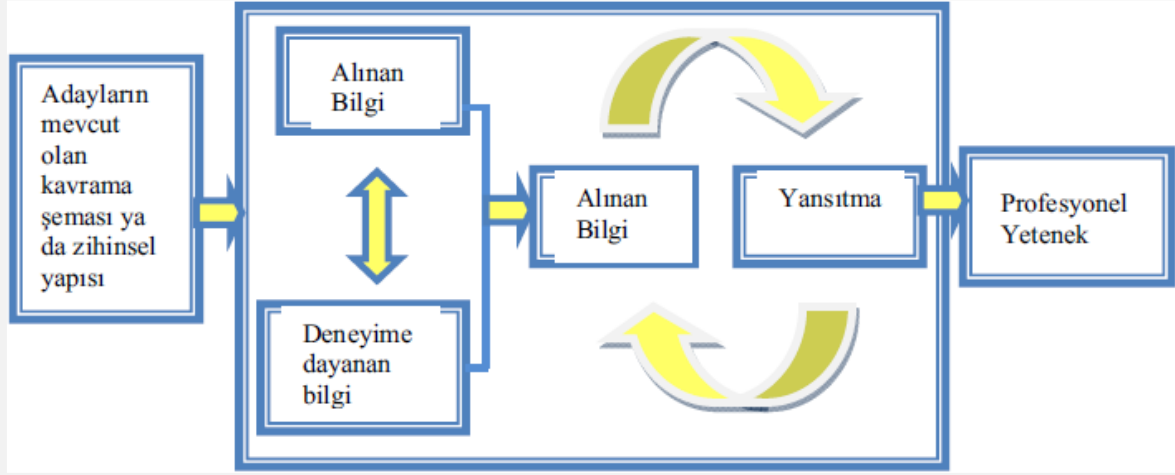 Adayların
mevcut
olan
kavrama
şeması ya
da zihinsel
yapısı
Alınan
Bilgi
Deneyime
dayanan
bilgi
Alınan
Bilgi
Yansıtma
Profesyonel
Yetenek